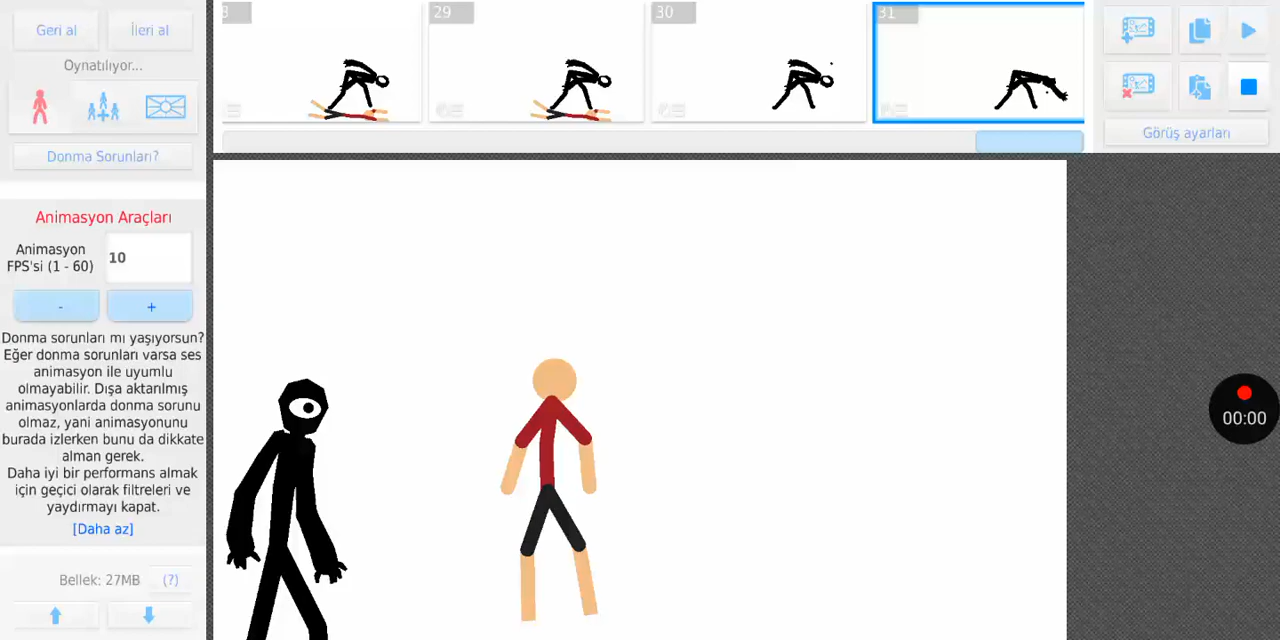 Geri al
İleri al
Oynatılıyor...
Donma Sorunları?
Animasyon Araçları
Animasyon
FPS'si (1 - 60)
10
-
+
Donma sorunları mı yaşıyorsun?
Eğer donma sorunları varsa ses
animasyon ile uyumlu
olmayabilir. Dışa aktarılmış
animasyonlarda donma sorunu
olmaz, yani animasyonunu
burada izlerken bunu da dikkate
alman gerek.
Daha iyi bir performans almak
için geçici olarak filtreleri ve
yaydırmayı kapat.
[Daha az]
Bellek: 27MB
(?)
29
30
31
Görüş ayarları
00:00